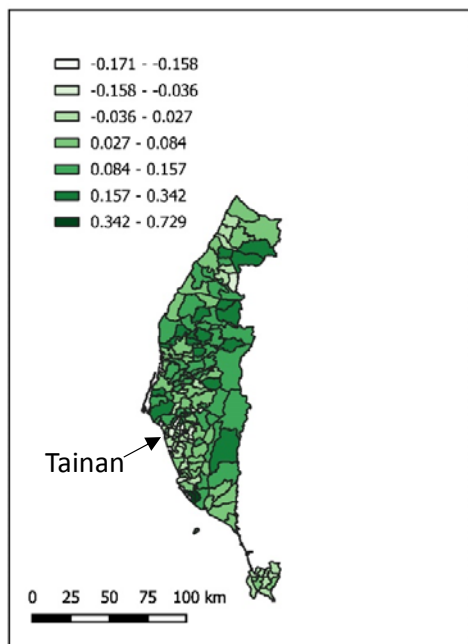 -0.171 - -0.158
-0.158 - -0.036
-0.036 - 0.027
0.027 - 0.084
0.084 - 0.157
0.157 - 0.342
0.342 - 0.729
Tainan
0 25 50 75 100 km